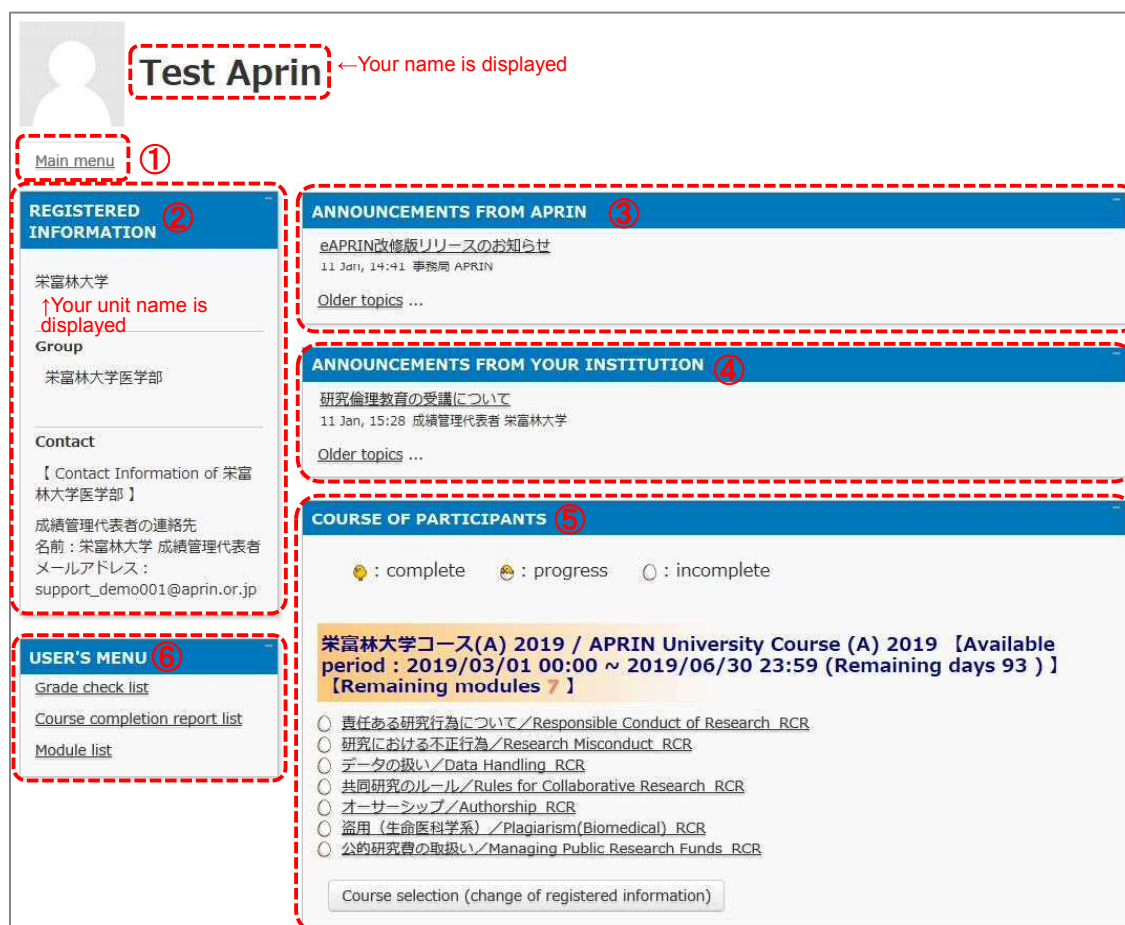 Test Aprin
←Your name is displayed
Main menu
①
REGISTERED
INFORMATION
②
栄富林大学
↑Your unit name is
displayed
Group
栄富林大学医学部
Contact
【 Contact Information of 栄富
林大学医学部 】
成績管理代表者の連絡先
名前：栄富林大学 成績管理代表者
メールアドレス：
support_demo001@aprin.or.jp
USER'S MENU ⑥
Grade check list
Course completion report list
Module list
ANNOUNCEMENTS FROM APRIN ③
eAPRIN改修版リリースのお知らせ
11 Jan, 14:41 事務局 APRIN
Older topics ...
ANNOUNCEMENTS FROM YOUR INSTITUTION ④
研究倫理教育の受講について
11 Jan, 15:28 成績管理代表者 栄富林大学
Older topics ...
COURSE OF PARTICIPANTS ⑤
: complete : progress : incomplete
栄富林大学コース(A) 2019 / APRIN University Course (A) 2019 【Available
period : 2019/03/01 00:00 ~ 2019/06/30 23:59 (Remaining days 93 ) 】
【Remaining modules 7 】
責任ある研究行為について／Responsible Conduct of Research_RCR
研究における不正行為／Research Misconduct_RCR
データの扱い／Data Handling_RCR
共同研究のルール／Rules for Collaborative Research_RCR
オーサーシップ／Authorship_RCR
盗用（生命医科学系）／Plagiarism(Biomedical)_RCR
公的研究費の取扱い／Managing Public Research Funds_RCR
Course selection (change of registered information)